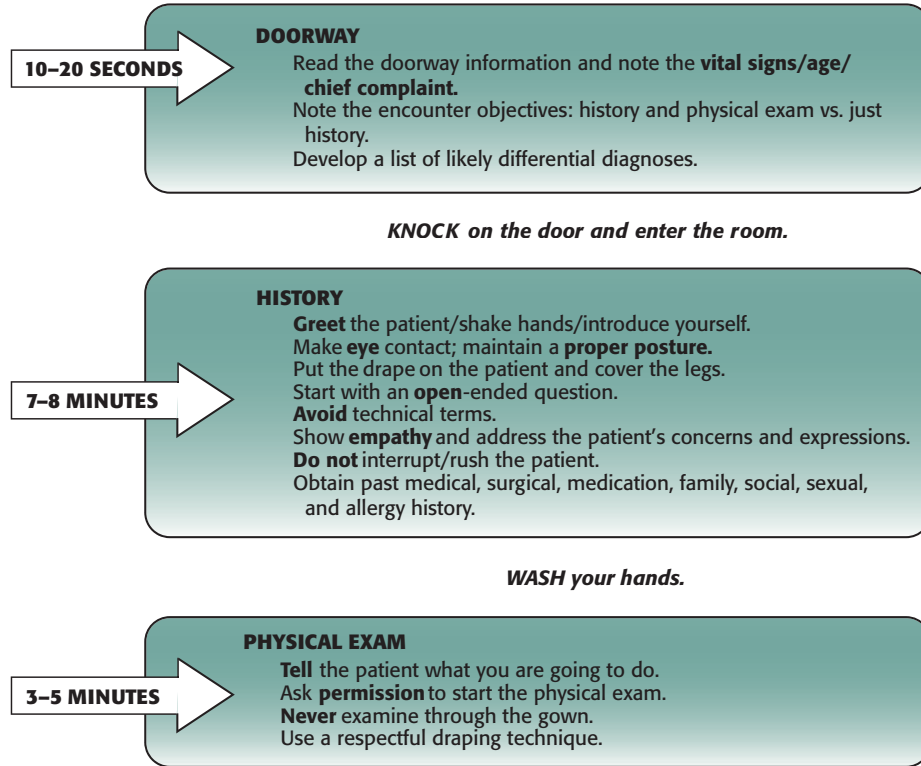 DOORWAY
10–20 SECONDS
Read the doorway information and note the vital signs/age/
chief complaint.
Note the encounter objectives: history and physical exam vs. just
history.
Develop a list of likely differential diagnoses.
KNOCK on the door and enter the room.
HISTORY
Greet the patient/shake hands/introduce yourself.
Make eye contact; maintain a proper posture.
Put the drape on the patient and cover the legs.
7–8 MINUTES
Start with an open-ended question.
Avoid technical terms.
Show empathy and address the patient’s concerns and expressions.
Do not interrupt/rush the patient.
Obtain past medical, surgical, medication, family, social, sexual,
and allergy history.
WASH your hands.
PHYSICAL EXAM
Tell the patient what you are going to do.
3–5 MINUTES
Ask permission to start the physical exam.
Never examine through the gown.
Use a respectful draping technique.